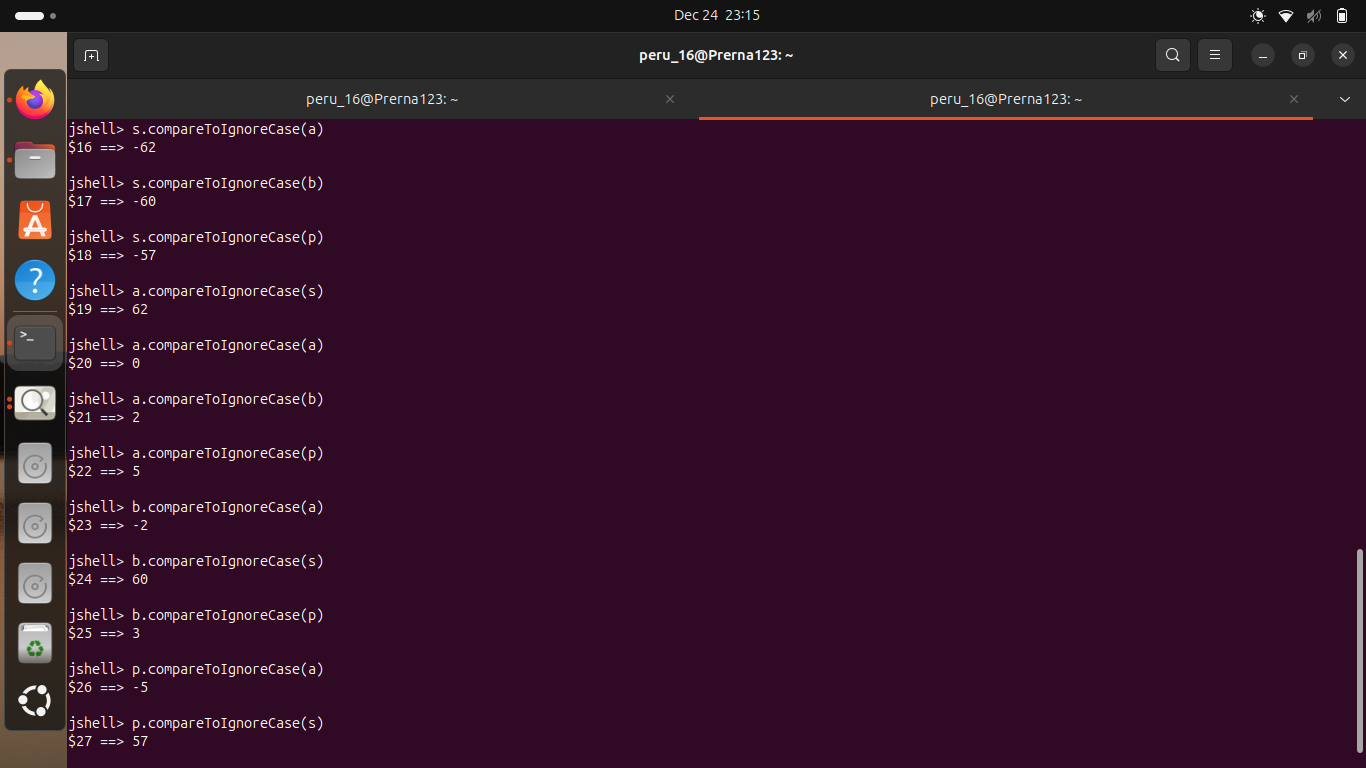 Dec 24 23:15
peru_16@Prerna123: ~
peru_16@Prerna123: ~
peru_16@Prerna123: ~
jshell> s.compareToIgnoreCase(a)
$16 ==> -62
jshell> s.compareToIgnoreCase(b)
$17 ==> -60
jshell> s.compareToIgnoreCase(p)
$18 ==> -57
jshell> a.compareToIgnoreCase(s)
$19 ==> 62
jshell> a.compareToIgnoreCase(a)
$20 ==> 0
jshell> a.compareToIgnoreCase(b)
$21 ==> 2
jshell> a.compareToIgnoreCase(p)
$22 ==> 5
jshell> b.compareToIgnoreCase(a)
$23 ==> -2
jshell> b.compareToIgnoreCase(s)
$24 ==> 60
jshell> b.compareToIgnoreCase(p)
$25 ==> 3
jshell> p.compareToIgnoreCase(a)
$26 ==> -5
jshell> p.compareToIgnoreCase(s)
$27 ==> 57